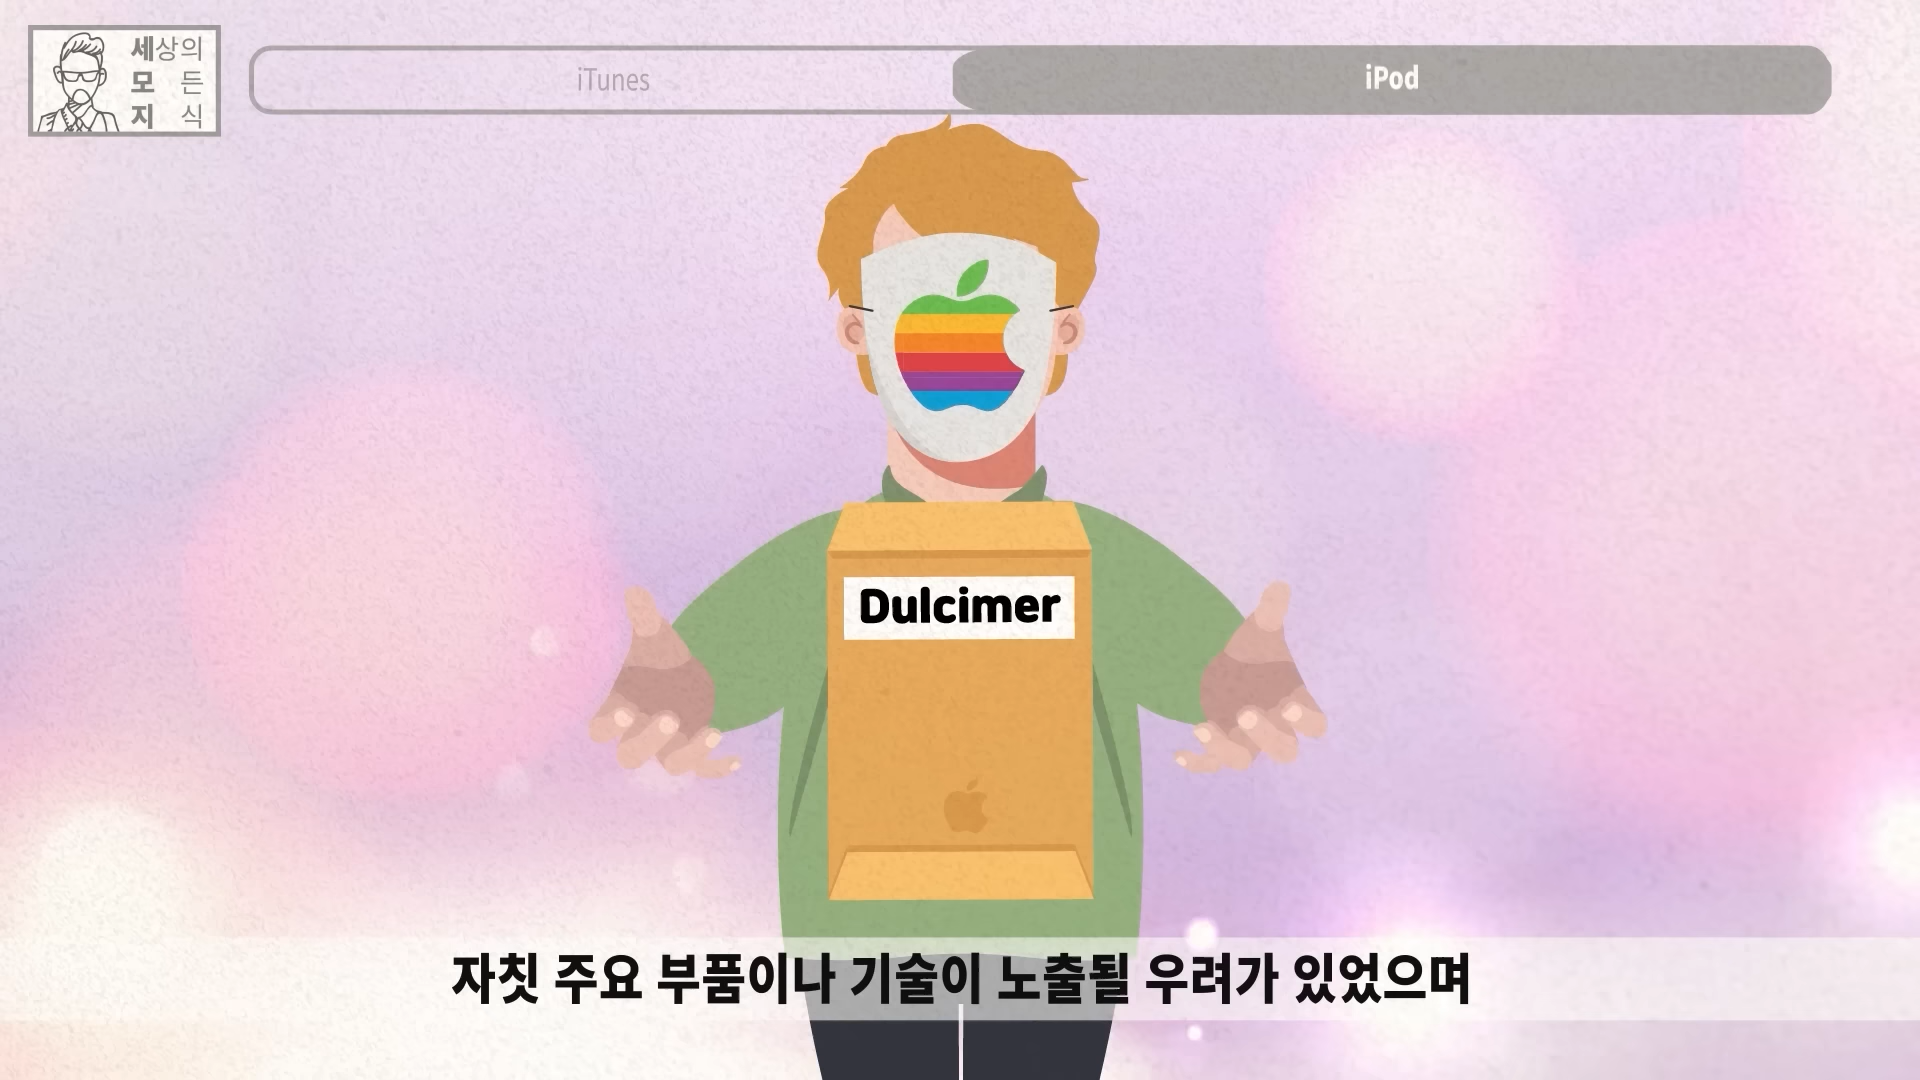 세상의
모든
지식
iTunes
iPod
Dulcimer
자칫 주요 부품이나 기술이 노출될 우려가 있었으며